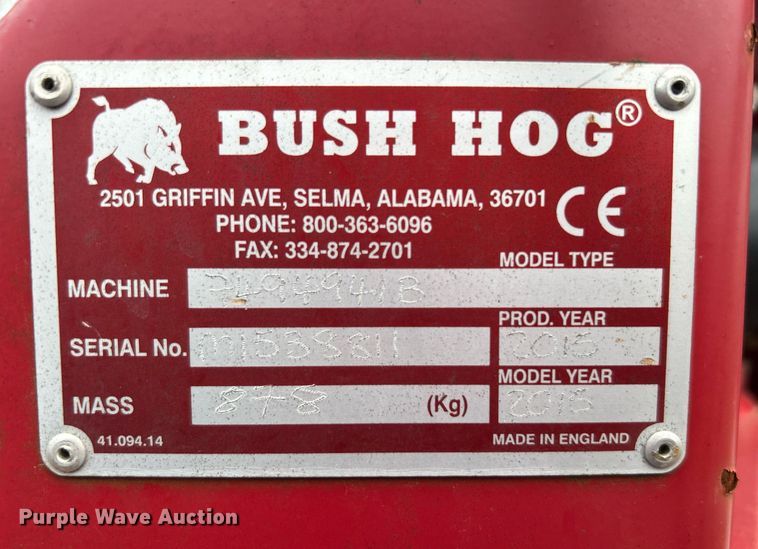 BUSH HOG®
2501 GRIFFIN AVE, SELMA, ALABAMA, 36701
PHONE: 800-363-6096
FAX: 334-874-2701
CE
MODEL TYPE
MACHINE
PROD. YEAR
SERIAL No. 2015
MODEL YEAR
MASS 878 (Kg) 2015
41.094.14 MADE IN ENGLAND
Purple Wave Auction